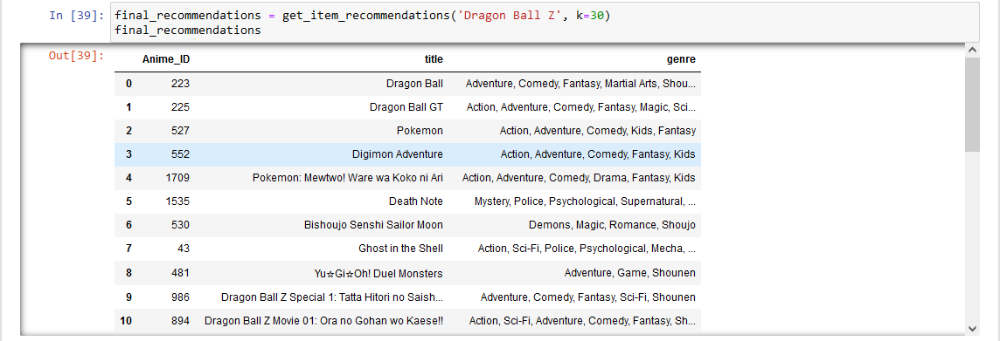 In [39]: final_recommendations = get_item_recommendations('Dragon Ball Z', k=30)
final_recommendations
Out[39]:
Anime_ID title genre
0 223 Dragon Ball Adventure, Comedy, Fantasy, Martial Arts, Shou...
1 225 Dragon Ball GT Action, Adventure, Comedy, Fantasy, Magic, Sci...
2 527 Pokemon Action, Adventure, Comedy, Kids, Fantasy
3 552 Digimon Adventure Action, Adventure, Comedy, Fantasy, Kids
4 1709 Pokemon: Mewtwo! Ware wa Koko ni Ari Action, Adventure, Comedy, Drama, Fantasy, Kids
5 1535 Death Note Mystery, Police, Psychological, Supernatural, ...
6 530 Bishoujo Senshi Sailor Moon Demons, Magic, Romance, Shoujo
7 43 Ghost in the Shell Action, Sci-Fi, Police, Psychological, Mecha, ...
8 481 Yu☆Gi☆Oh! Duel Monsters Adventure, Game, Shounen
9 986 Dragon Ball Z Special 1: Tatta Hitori no Saish... Adventure, Comedy, Fantasy, Sci-Fi, Shounen
10 894 Dragon Ball Z Movie 01: Ora no Gohan wo Kaese!! Action, Sci-Fi, Adventure, Comedy, Fantasy, Sh...